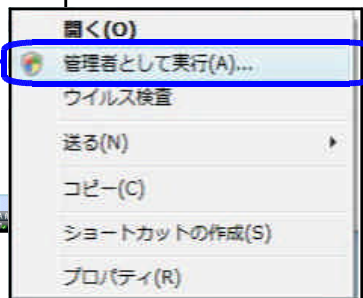 開く(O)
管理者として実行(A)...
ウイルス検査
送る(N)
コピー(C)
ショートカットの作成(S)
プロパティ(R)